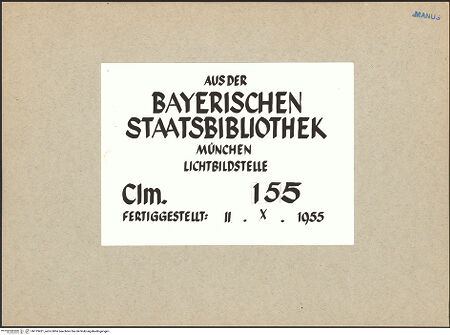 MANUS
AUS DER
BAYERISCHEN
STAATSBIBLIOTHEK
MÜNCHEN
LICHTBILDSTELLE
Clm. 155
FERTIGGESTELLT: 11 . X . 1955